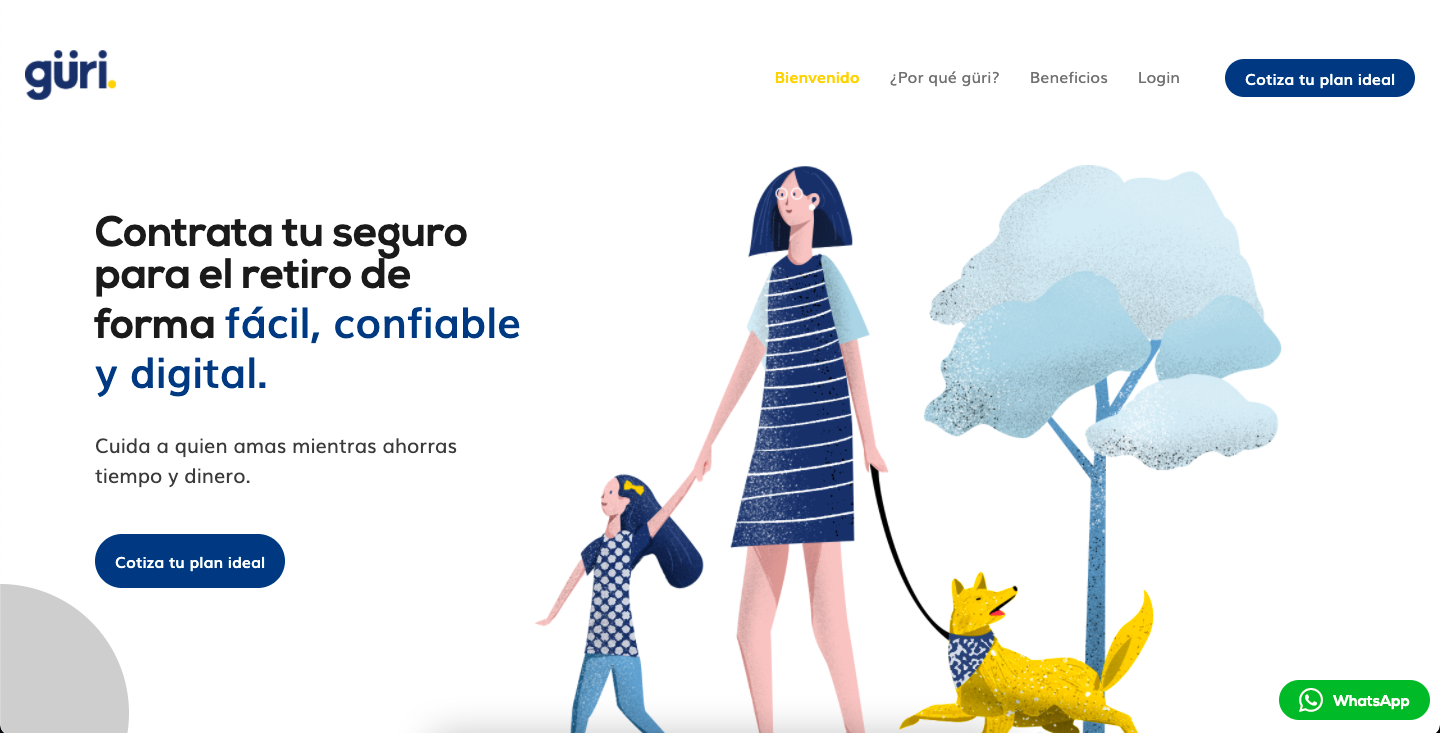 güri.
Bienvenido
¿Por qué güri?
Beneficios
Login
Cotiza tu plan ideal
Contrata tu seguro
para el retiro de
forma fácil, confiable
y digital.
Cuida a quien amas mientras ahorras
tiempo y dinero.
Cotiza tu plan ideal
WhatsApp